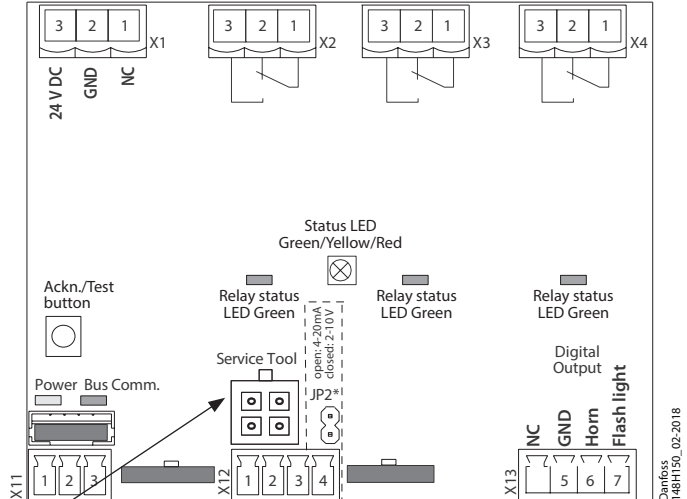 3 2 1 X1
3 2 1 X2
3 2 1 X3
3 2 1 X4
24 V DC
GND
NC
Status LED
Green/Yellow/Red
Ackn./Test
button
Relay status
LED Green
Relay status
LED Green
Relay status
LED Green
open: 4-20mA
closed: 2-10V
Digital
Output
Service Tool
JP2*
Power Bus Comm.
NC
GND
Horn
Flash light
X11 1 2 3
X12 1 2 3 4
X13 5 6 7
Danfoss
148H150_02-2018